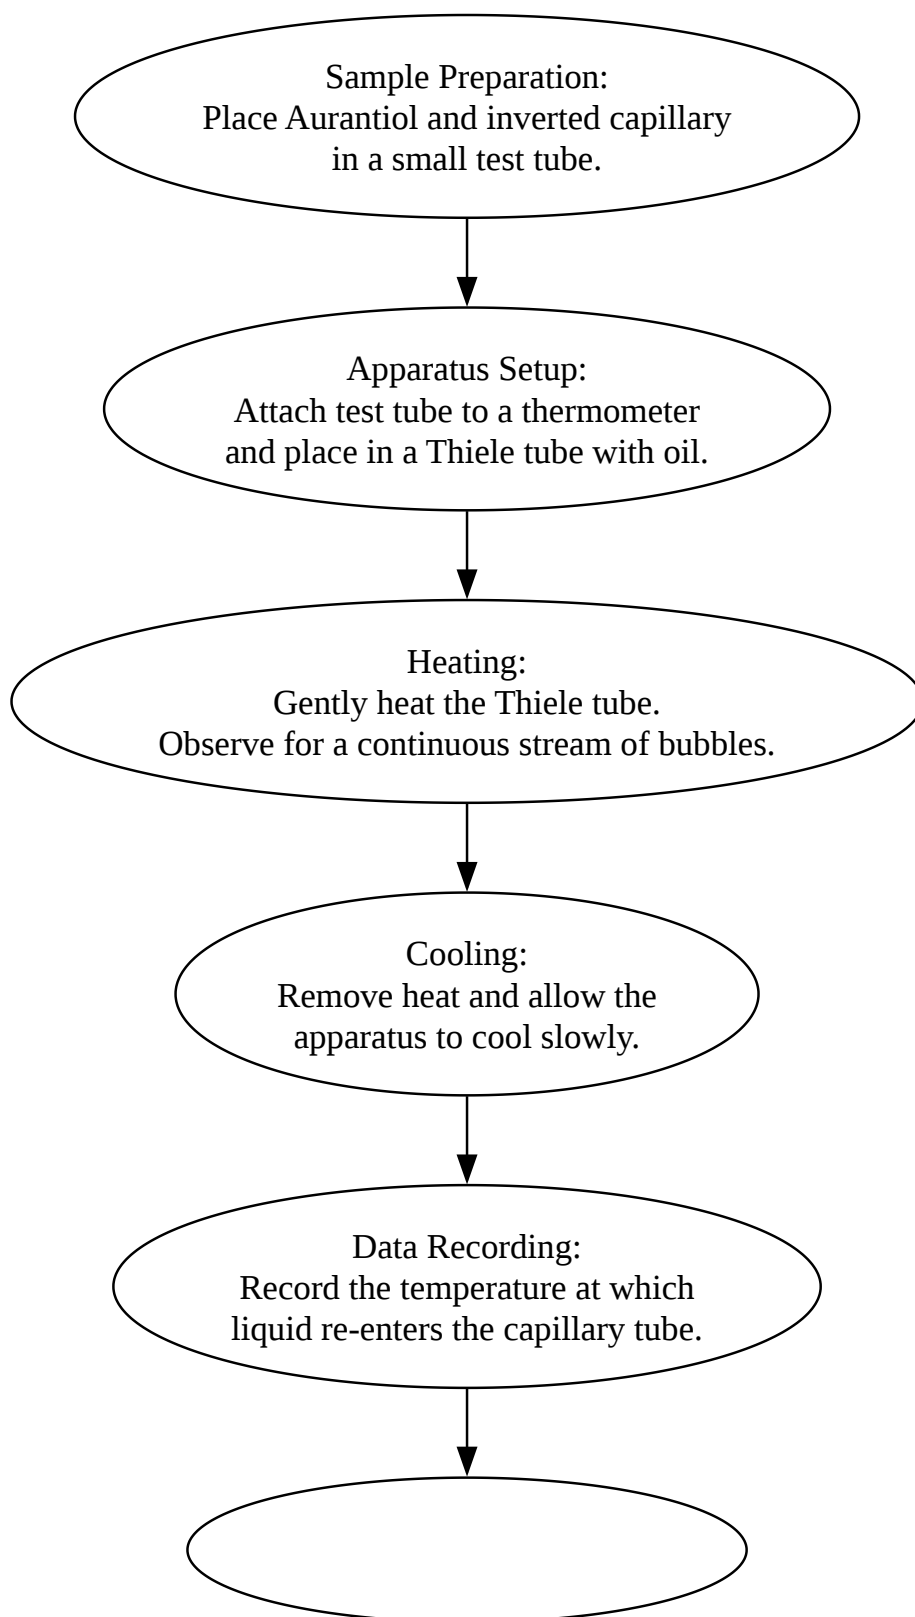 Sample Preparation:
Place Aurantiol and inverted capillary
in a small test tube.
Apparatus Setup:
Attach test tube to a thermometer
and place in a Thiele tube with oil.
Heating:
Gently heat the Thiele tube.
Observe for a continuous stream of bubbles.
Cooling:
Remove heat and allow the
apparatus to cool slowly.
Data Recording:
Record the temperature at which
liquid re-enters the capillary tube.